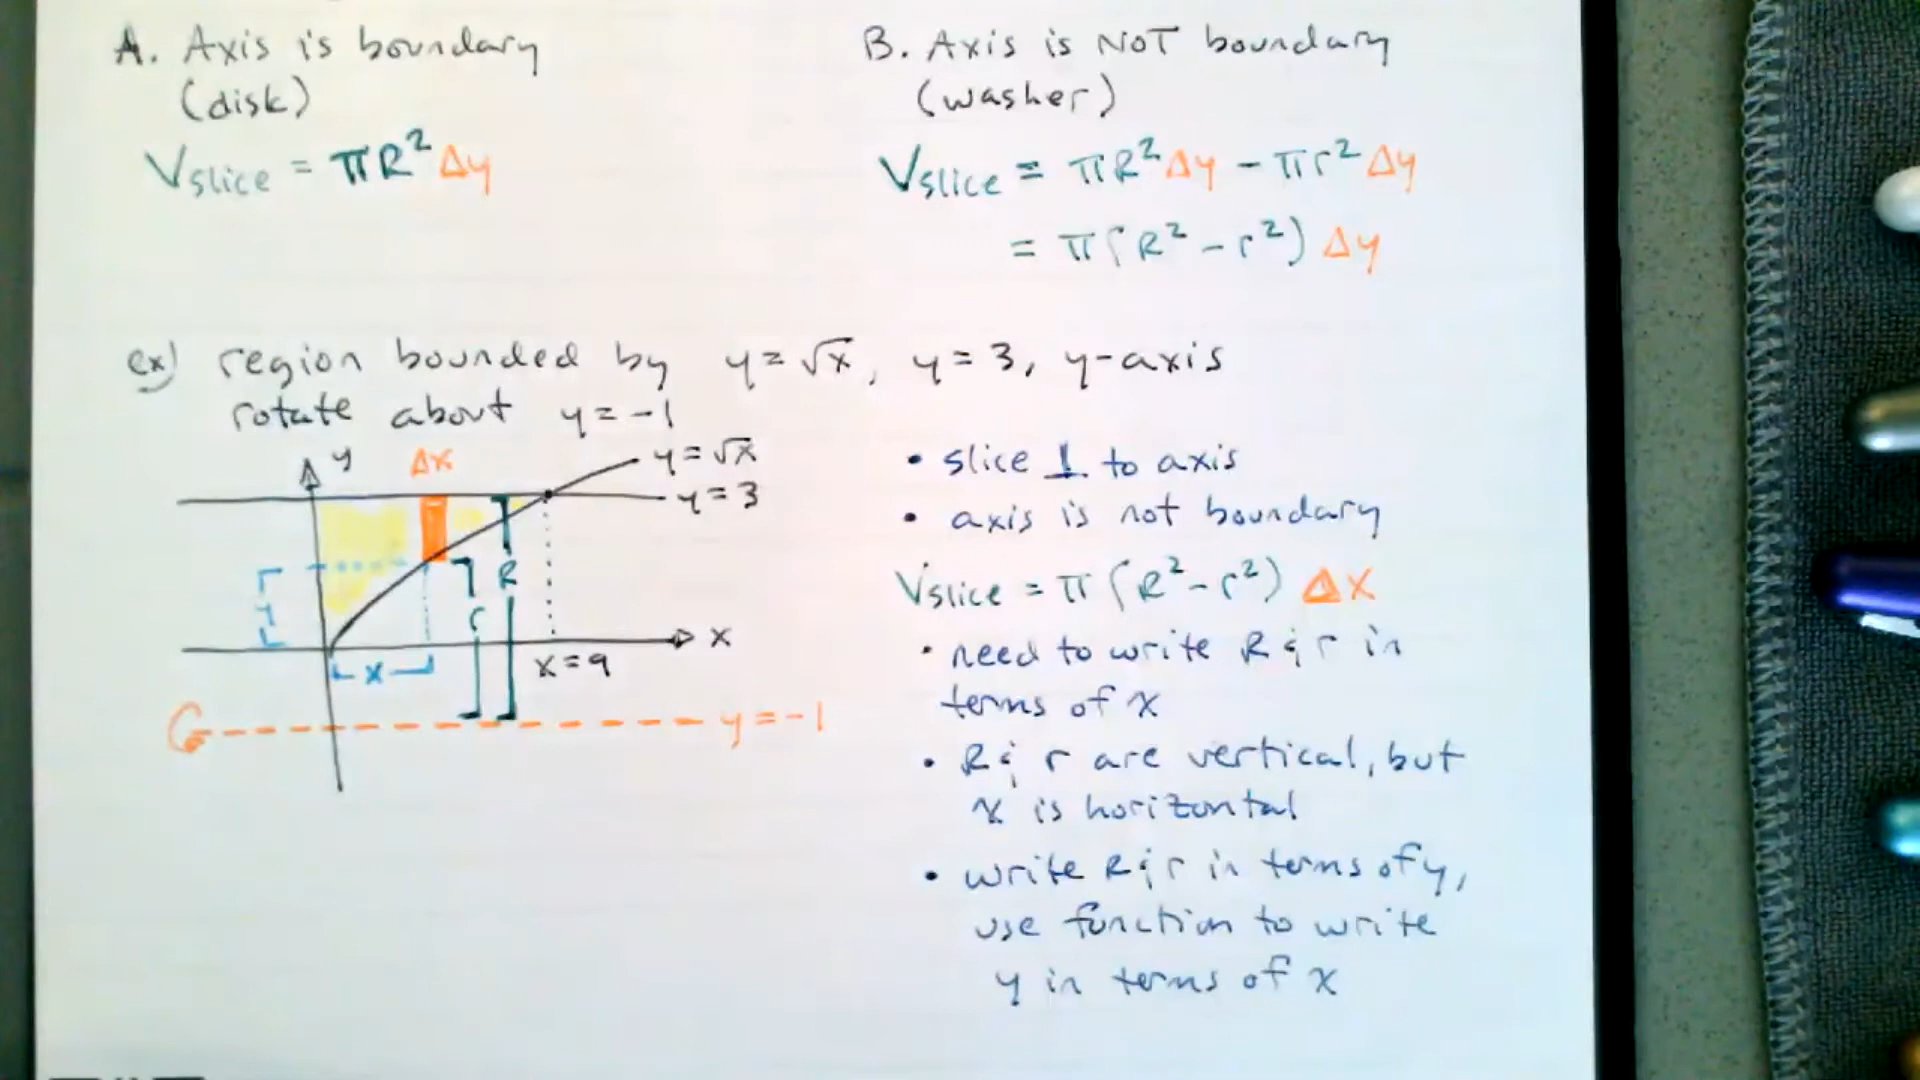 A. Axis is boundary
(disk)
Vslice = πR² Δy
B. Axis is NOT boundary
(washer)
Vslice = πR² Δy - πr² Δy
= π(R² - r²) Δy
ex) region bounded by y = √x, y = 3, y-axis
rotate about y = -1
y
Δx
y = √x
y = 3
y
r
R
x
x
x = 9
y = -1
• slice ⊥ to axis
• axis is not boundary
Vslice = π(R² - r²) Δx
• need to write R & r in
terms of x
• R & r are vertical, but
x is horizontal
• write R & r in terms of y,
use function to write
y in terms of x